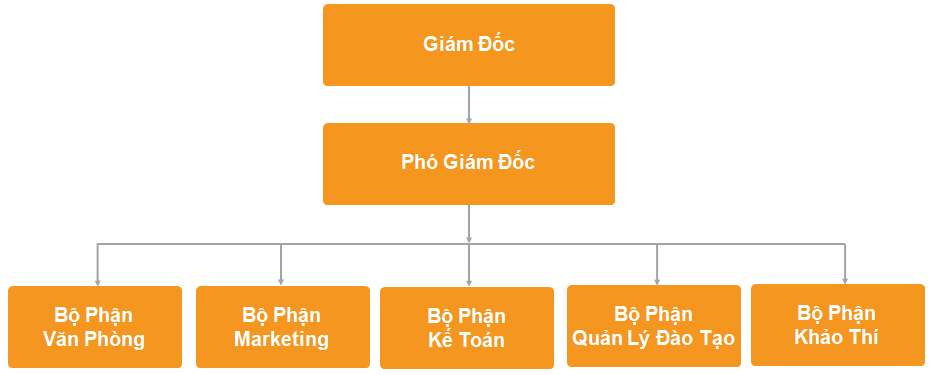 Giám Đốc
Phó Giám Đốc
Bộ Phận
Văn Phòng
Bộ Phận
Marketing
Bộ Phận
Kế Toán
Bộ Phận
Quản Lý Đào Tạo
Bộ Phận
Khảo Thí